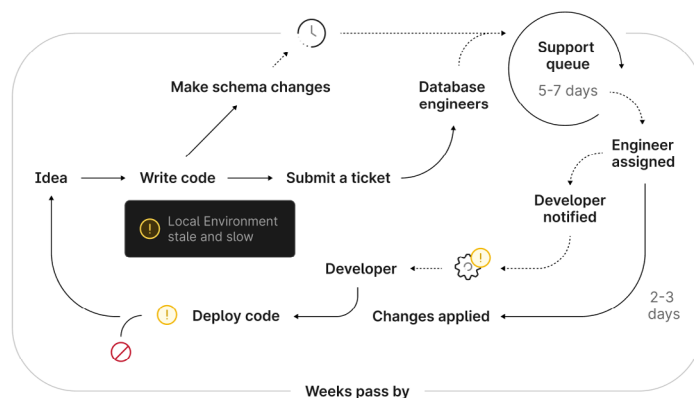 Support
queue
5-7 days
Make schema changes
Database
engineers
Engineer
assigned
Idea
Write code
Submit a ticket
Developer
notified
Local Environment
stale and slow
Developer
2-3
days
Deploy code
Changes applied
Weeks pass by